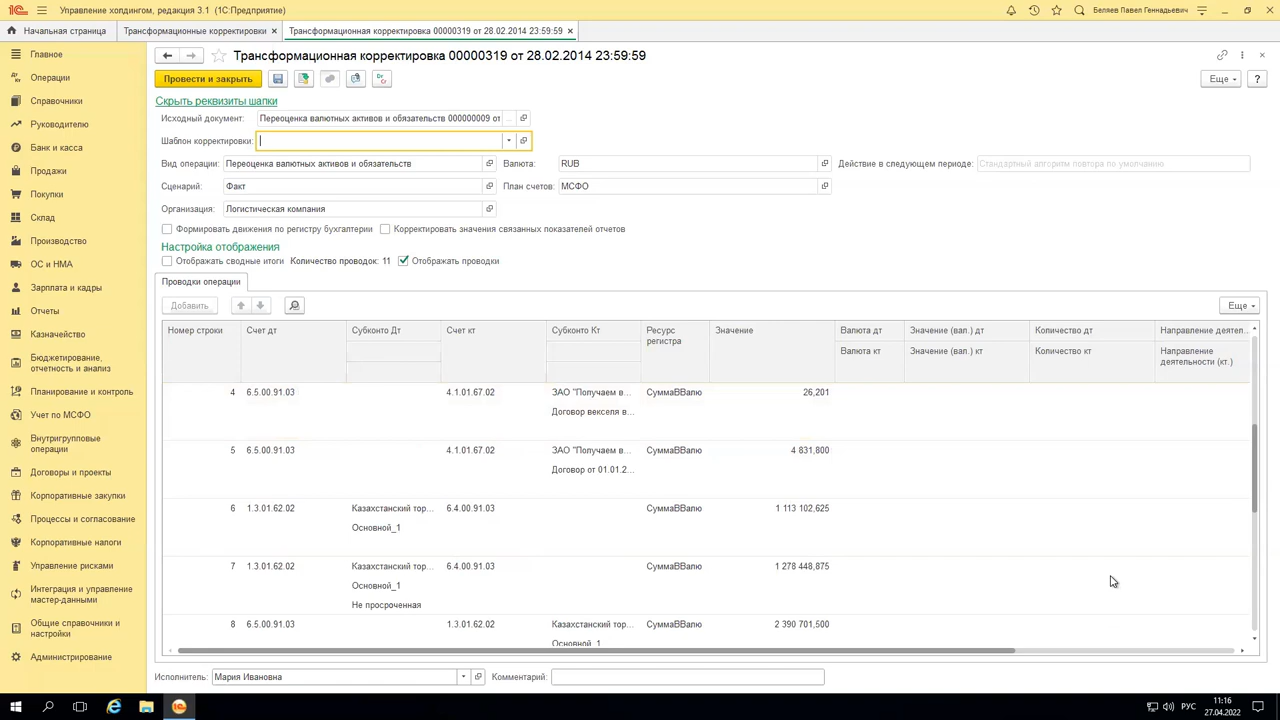 Управление холдингом, редакция 3.1 (1С:Предприятие)
Беляев Павел Геннадьевич
Начальная страница
Трансформационные корректировки ×
Трансформационная корректировка 00000319 от 28.02.2014 23:59:59 ×
Главное
Операции
Справочники
Руководителю
Банк и касса
Продажи
Покупки
Склад
Производство
ОС и НМА
Зарплата и кадры
Отчеты
Казначейство
Бюджетирование,
отчетность и анализ
Планирование и контроль
Учет по МСФО
Внутригрупповые
операции
Договоры и проекты
Корпоративные закупки
Процессы и согласование
Корпоративные налоги
Управление рисками
Интеграция и управление
мастер-данными
Общие справочники и
настройки
Администрирование
Трансформационная корректировка 00000319 от 28.02.2014 23:59:59
Провести и закрыть
Дт
Кт
Еще
?
Скрыть реквизиты шапки
Исходный документ: Переоценка валютных активов и обязательств 000000009 от ...
Шаблон корректировки:
Вид операции: Переоценка валютных активов и обязательств Валюта: RUB Действие в следующем периоде: Стандартный алгоритм повтора по умолчанию
Сценарий: Факт План счетов: МСФО
Организация: Логистическая компания
Формировать движения по регистру бухгалтерии Корректировать значения связанных показателей отчетов
Настройка отображения
Отображать сводные итоги Количество проводок: 11 Отображать проводки
Проводки операции
Добавить Еще
Номер строки Счет дт Субконто Дт Счет кт Субконто Кт Ресурс регистра Значение Валюта дт Значение (вал.) дт Количество дт Направление деятел...
Валюта кт Значение (вал.) кт Количество кт Направление деятельности (кт.)
4 6.5.00.91.03 4.1.01.67.02 ЗАО "Получаем в... СуммаВВалю 26,201
Договор векселя в...
5 6.5.00.91.03 4.1.01.67.02 ЗАО "Получаем в... СуммаВВалю 4 831,800
Договор от 01.01.2...
6 1.3.01.62.02 Казахстанский тор... 6.4.00.91.03 СуммаВВалю 1 113 102,625
Основной_1
7 1.3.01.62.02 Казахстанский тор... 6.4.00.91.03 СуммаВВалю 1 278 448,875
Основной_1
Не просроченная
8 6.5.00.91.03 1.3.01.62.02 Казахстанский тор... СуммаВВалю 2 390 701,500
Основной_1
Исполнитель: Мария Ивановна Комментарий:
РУС
11:16
27.04.2022